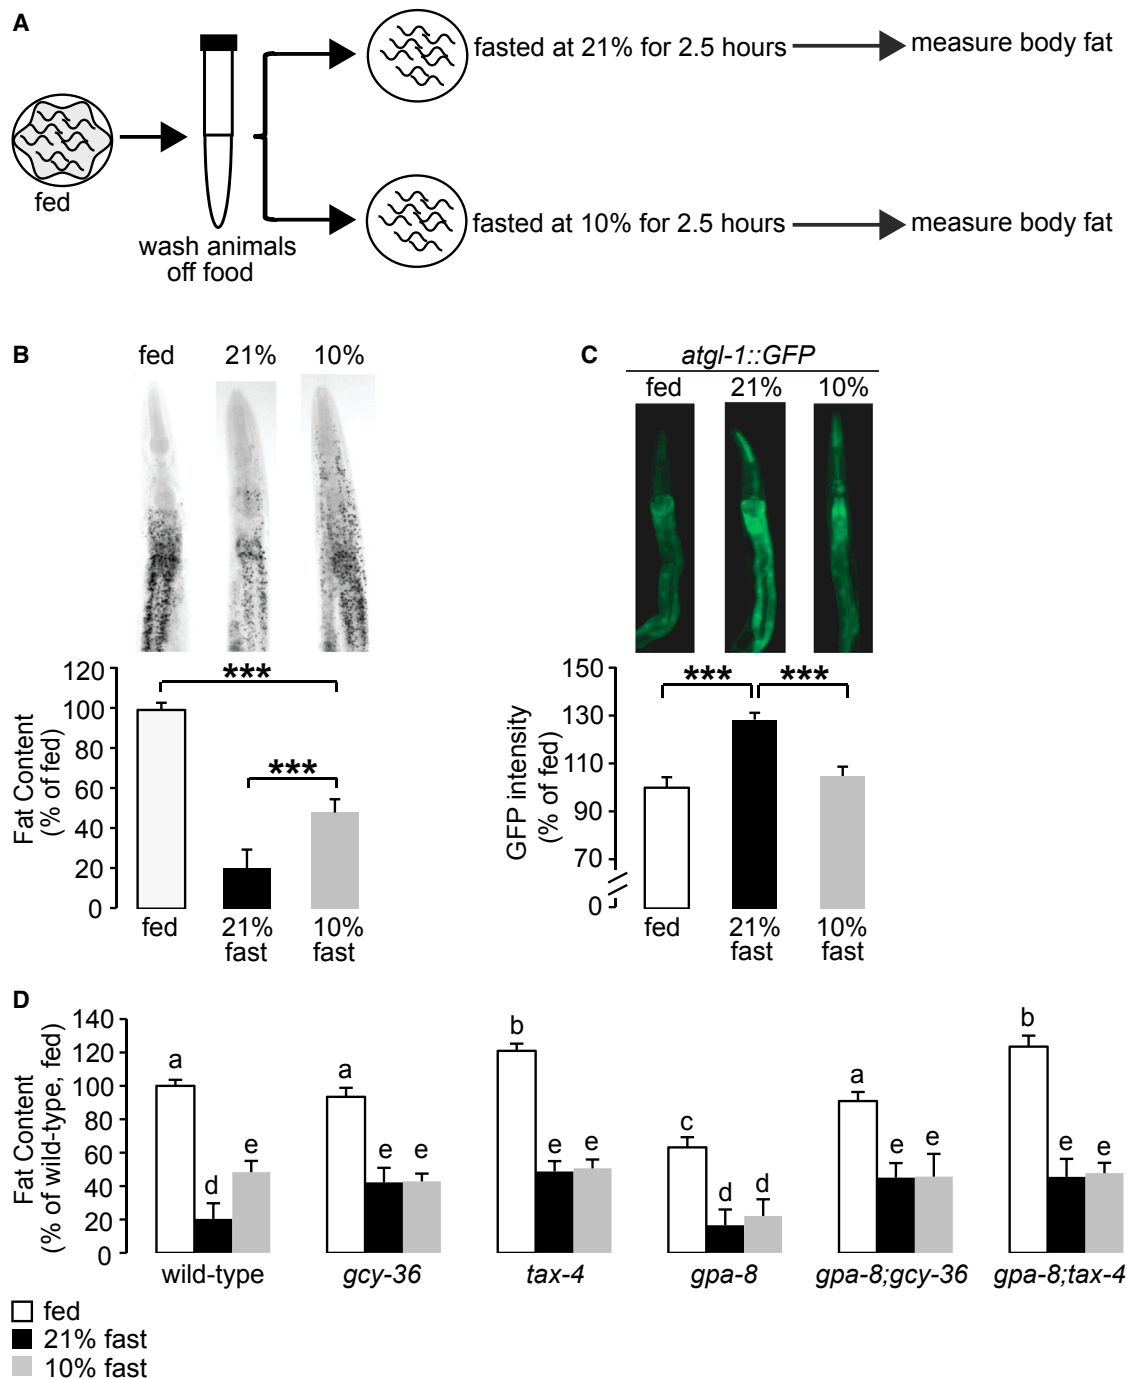 A
fasted at 21% for 2.5 hours
measure body fat
fed
wash animals
off food
fasted at 10% for 2.5 hours
measure body fat
B
fed 21% 10%
120
100
80
60
40
20
0
Fat Content
(% of fed)
***
***
fed
21%
fast
10%
fast
C
atgl-1::GFP
fed 21% 10%
150
130
110
90
70
0
GFP intensity
(% of fed)
*** ***
fed
21%
fast
10%
fast
D
140
120
100
80
60
40
20
0
Fat Content
(% of wild-type, fed)
a d e
a e e
b e e
c d d
a e e
b e e
wild-type gcy-36 tax-4 gpa-8 gpa-8;gcy-36 gpa-8;tax-4
fed
21% fast
10% fast